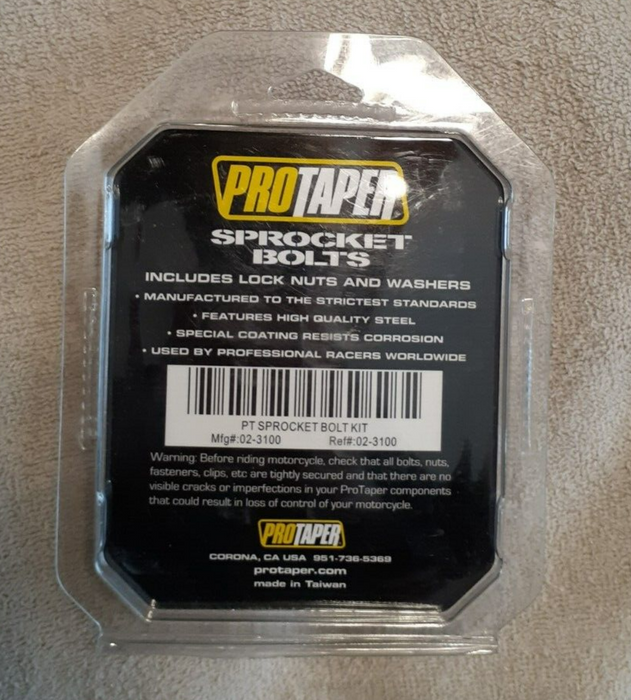 PROTAPER
SPROCKET
BOLTS
INCLUDES LOCK NUTS AND WASHERS
• MANUFACTURED TO THE STRICTEST STANDARDS
• FEATURES HIGH QUALITY STEEL
• SPECIAL COATING RESISTS CORROSION
• USED BY PROFESSIONAL RACERS WORLDWIDE
PT SPROCKET BOLT KIT
Mfg#:02-3100 Ref#:02-3100
Warning: Before riding motorcycle, check that all bolts, nuts,
fasteners, clips, etc are tightly secured and that there are no
visible cracks or imperfections in your ProTaper components
that could result in loss of control of your motorcycle.
PROTAPER
CORONA, CA USA 951-736-5369
protaper.com
made in Taiwan